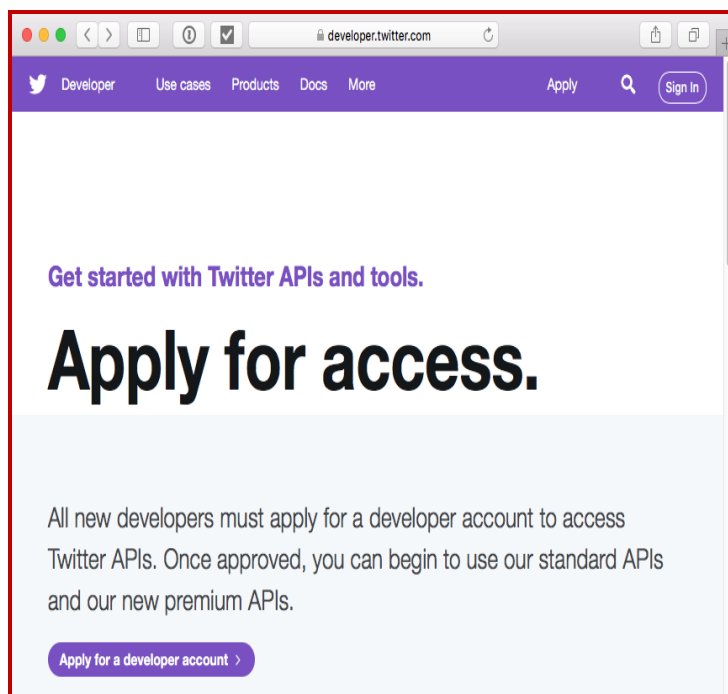 developer.twitter.com
Developer Use cases Products Docs More Apply Sign In
Get started with Twitter APIs and tools.
Apply for access.
All new developers must apply for a developer account to access
Twitter APIs. Once approved, you can begin to use our standard APIs
and our new premium APIs.
Apply for a developer account